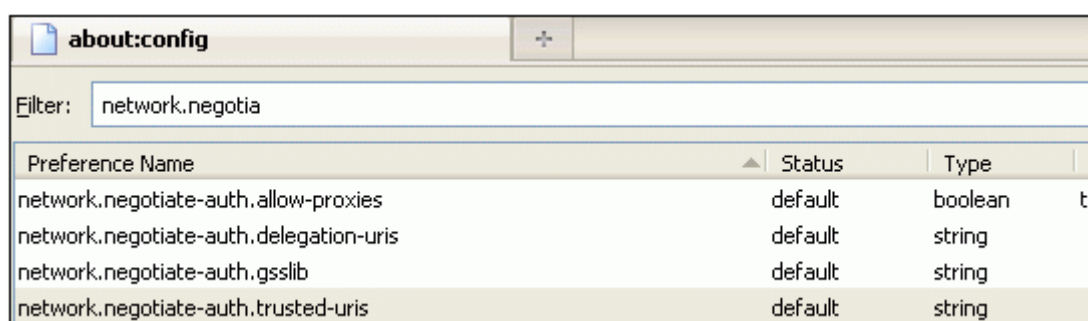 about:config
Filter: network.negotia
Preference Name Status Type
network.negotiate-auth.allow-proxies default boolean t
network.negotiate-auth.delegation-uris default string
network.negotiate-auth.gsslib default string
network.negotiate-auth.trusted-uris default string